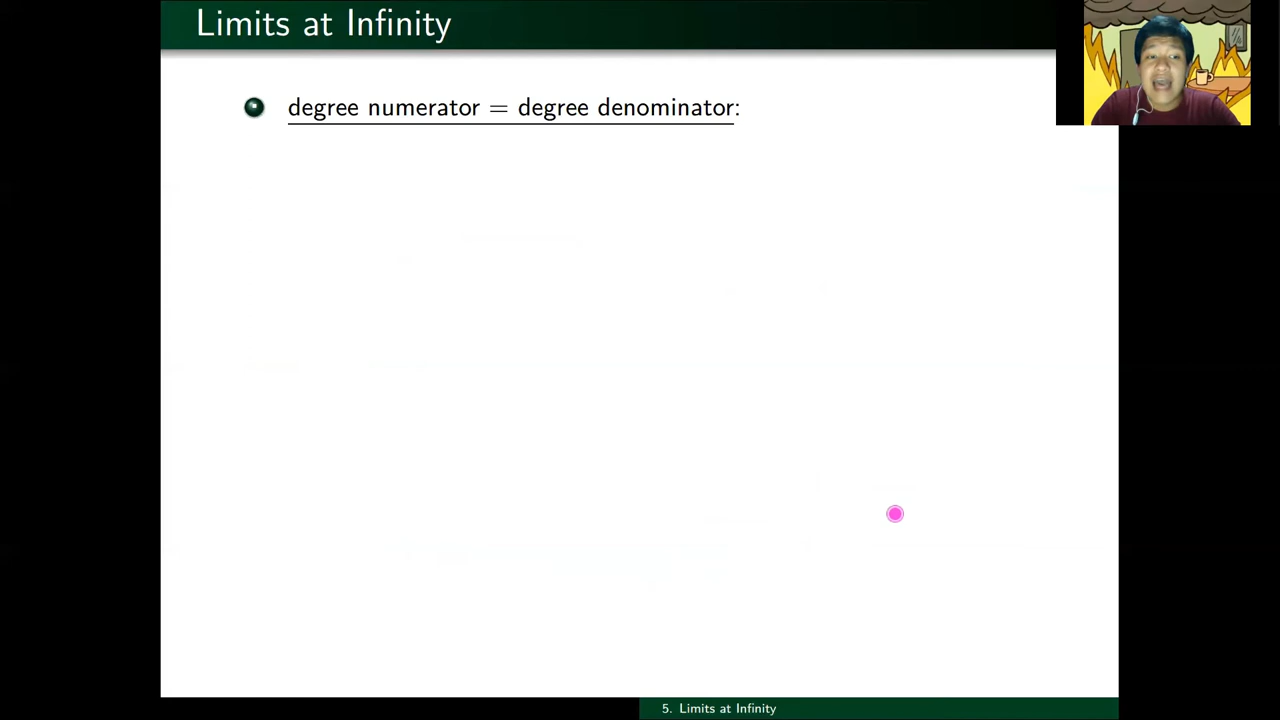 Limits at Infinity
degree numerator = degree denominator:
5. Limits at Infinity